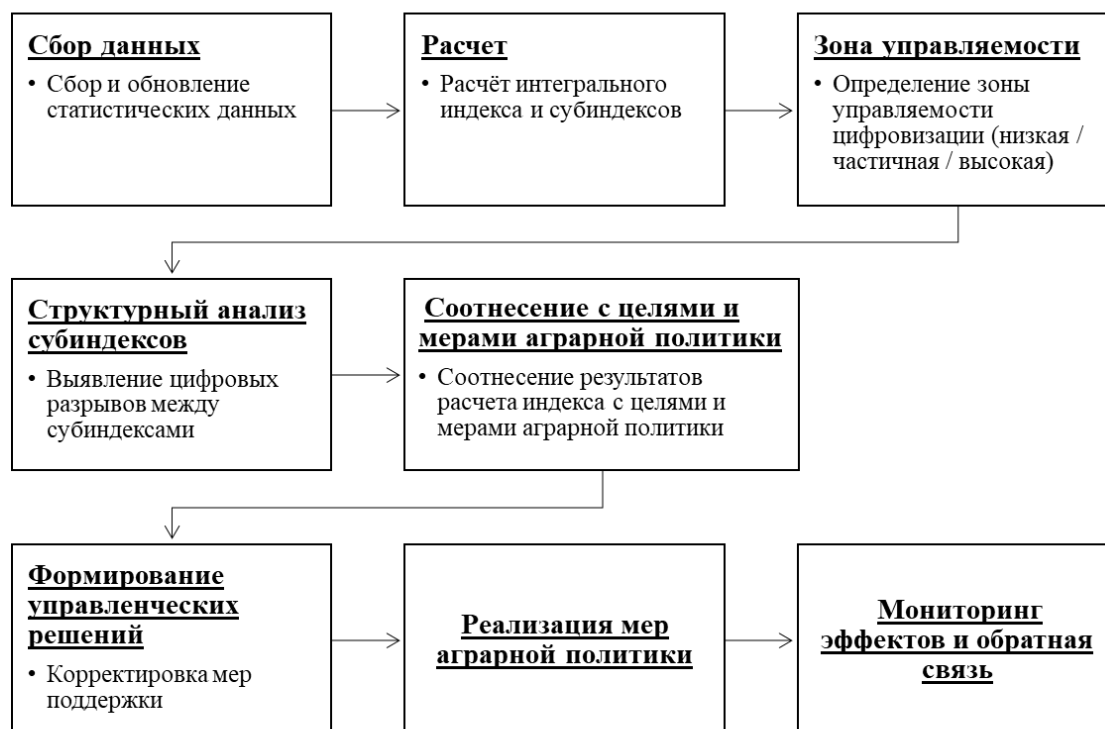 Сбор данных
• Сбор и обновление
статистических данных
Расчет
• Расчёт интегрального
индекса и субиндексов
Зона управляемости
• Определение зоны
управляемости
цифровизации (низкая /
частичная / высокая)
Структурный анализ
субиндексов
• Выявление цифровых
разрывов между
субиндексами
Соотнесение с целями и
мерами аграрной политики
• Соотнесение результатов
расчета индекса с целями и
мерами аграрной политики
Формирование
управленческих
решений
• Корректировка мер
поддержки
Реализация мер
аграрной политики
Мониторинг
эффектов и обратная
связь